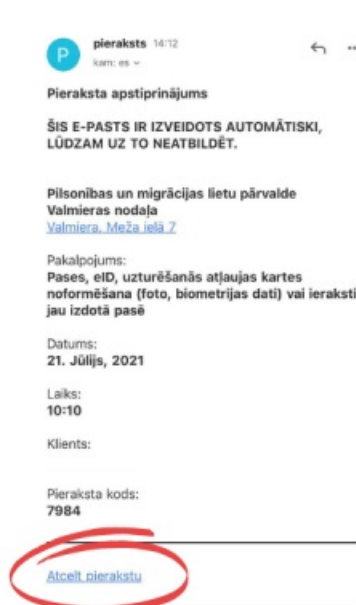 P
pieraksts 14:12
kam: es
Pieraksta apstiprinājums
ŠIS E-PASTS IR IZVEIDOTS AUTOMĀTISKI,
LŪDZAM UZ TO NEATBILDĒT.
Pilsonības un migrācijas lietu pārvalde
Valmieras nodaļa
Valmiera, Meža ielā 7
Pakalpojums:
Pases, eID, uzturēšanās atļaujas kartes
noformēšana (foto, biometrijas dati) vai ieraksti
jau izdotā pasē
Datums:
21. Jūlijs, 2021
Laiks:
10:10
Klients:
Pieraksta kods:
7984
Atcelt pierakstu